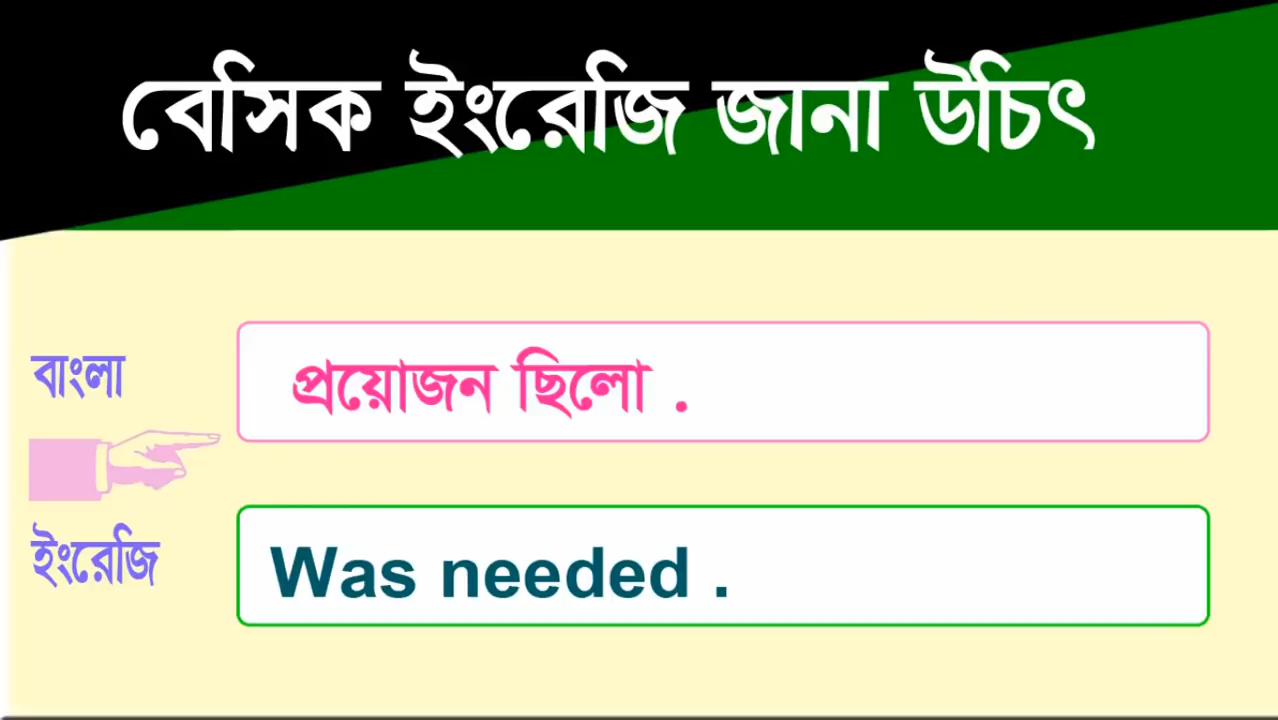 বেসিক ইংরেজি জানা উচিৎ
বাংলা
প্রয়োজন ছিলো .
ইংরেজি
Was needed .